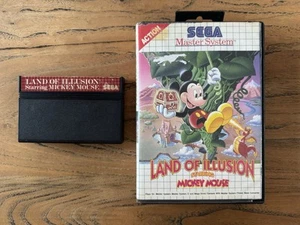 LAND OF ILLUSION
Starring MICKEY MOUSE SEGA
ACTION
SEGA
Master System
LAND OF ILLUSION
MICKEY MOUSE